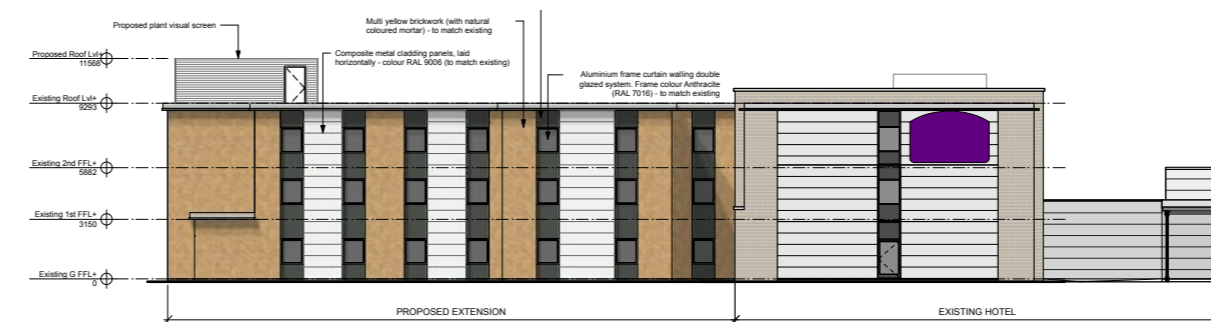 Proposed plant visual screen
Multi yellow brickwork (with natural
coloured mortar) - to match existing
Composite metal cladding panels, laid
horizontally - colour RAL 9006 (to match existing)
Aluminium frame curtain walling double
glazed system. Frame colour Anthracite
(RAL 7016) - to match existing
Proposed Roof Lvl+
11568
Existing Roof Lvl+
9293
Existing 2nd FFL+
5882
Existing 1st FFL+
3150
Existing G FFL+
0
PROPOSED EXTENSION
EXISTING HOTEL